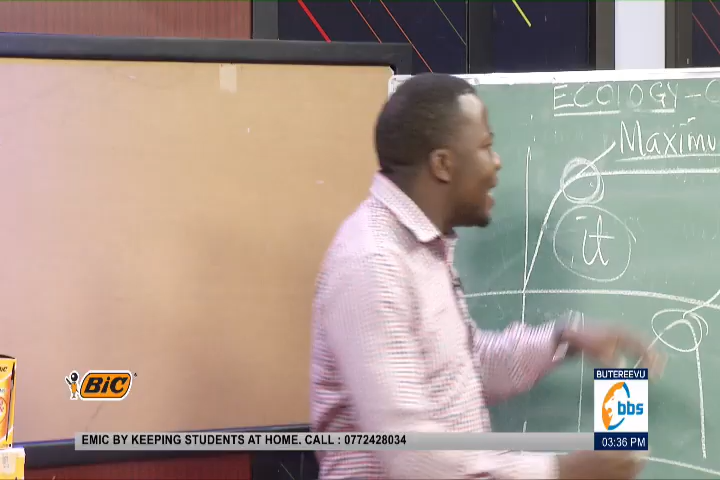 ECOLOGY - C
Maximu
it
BiC
BUTEREEVU
bbs
03:36 PM
EMIC BY KEEPING STUDENTS AT HOME. CALL : 0772428034